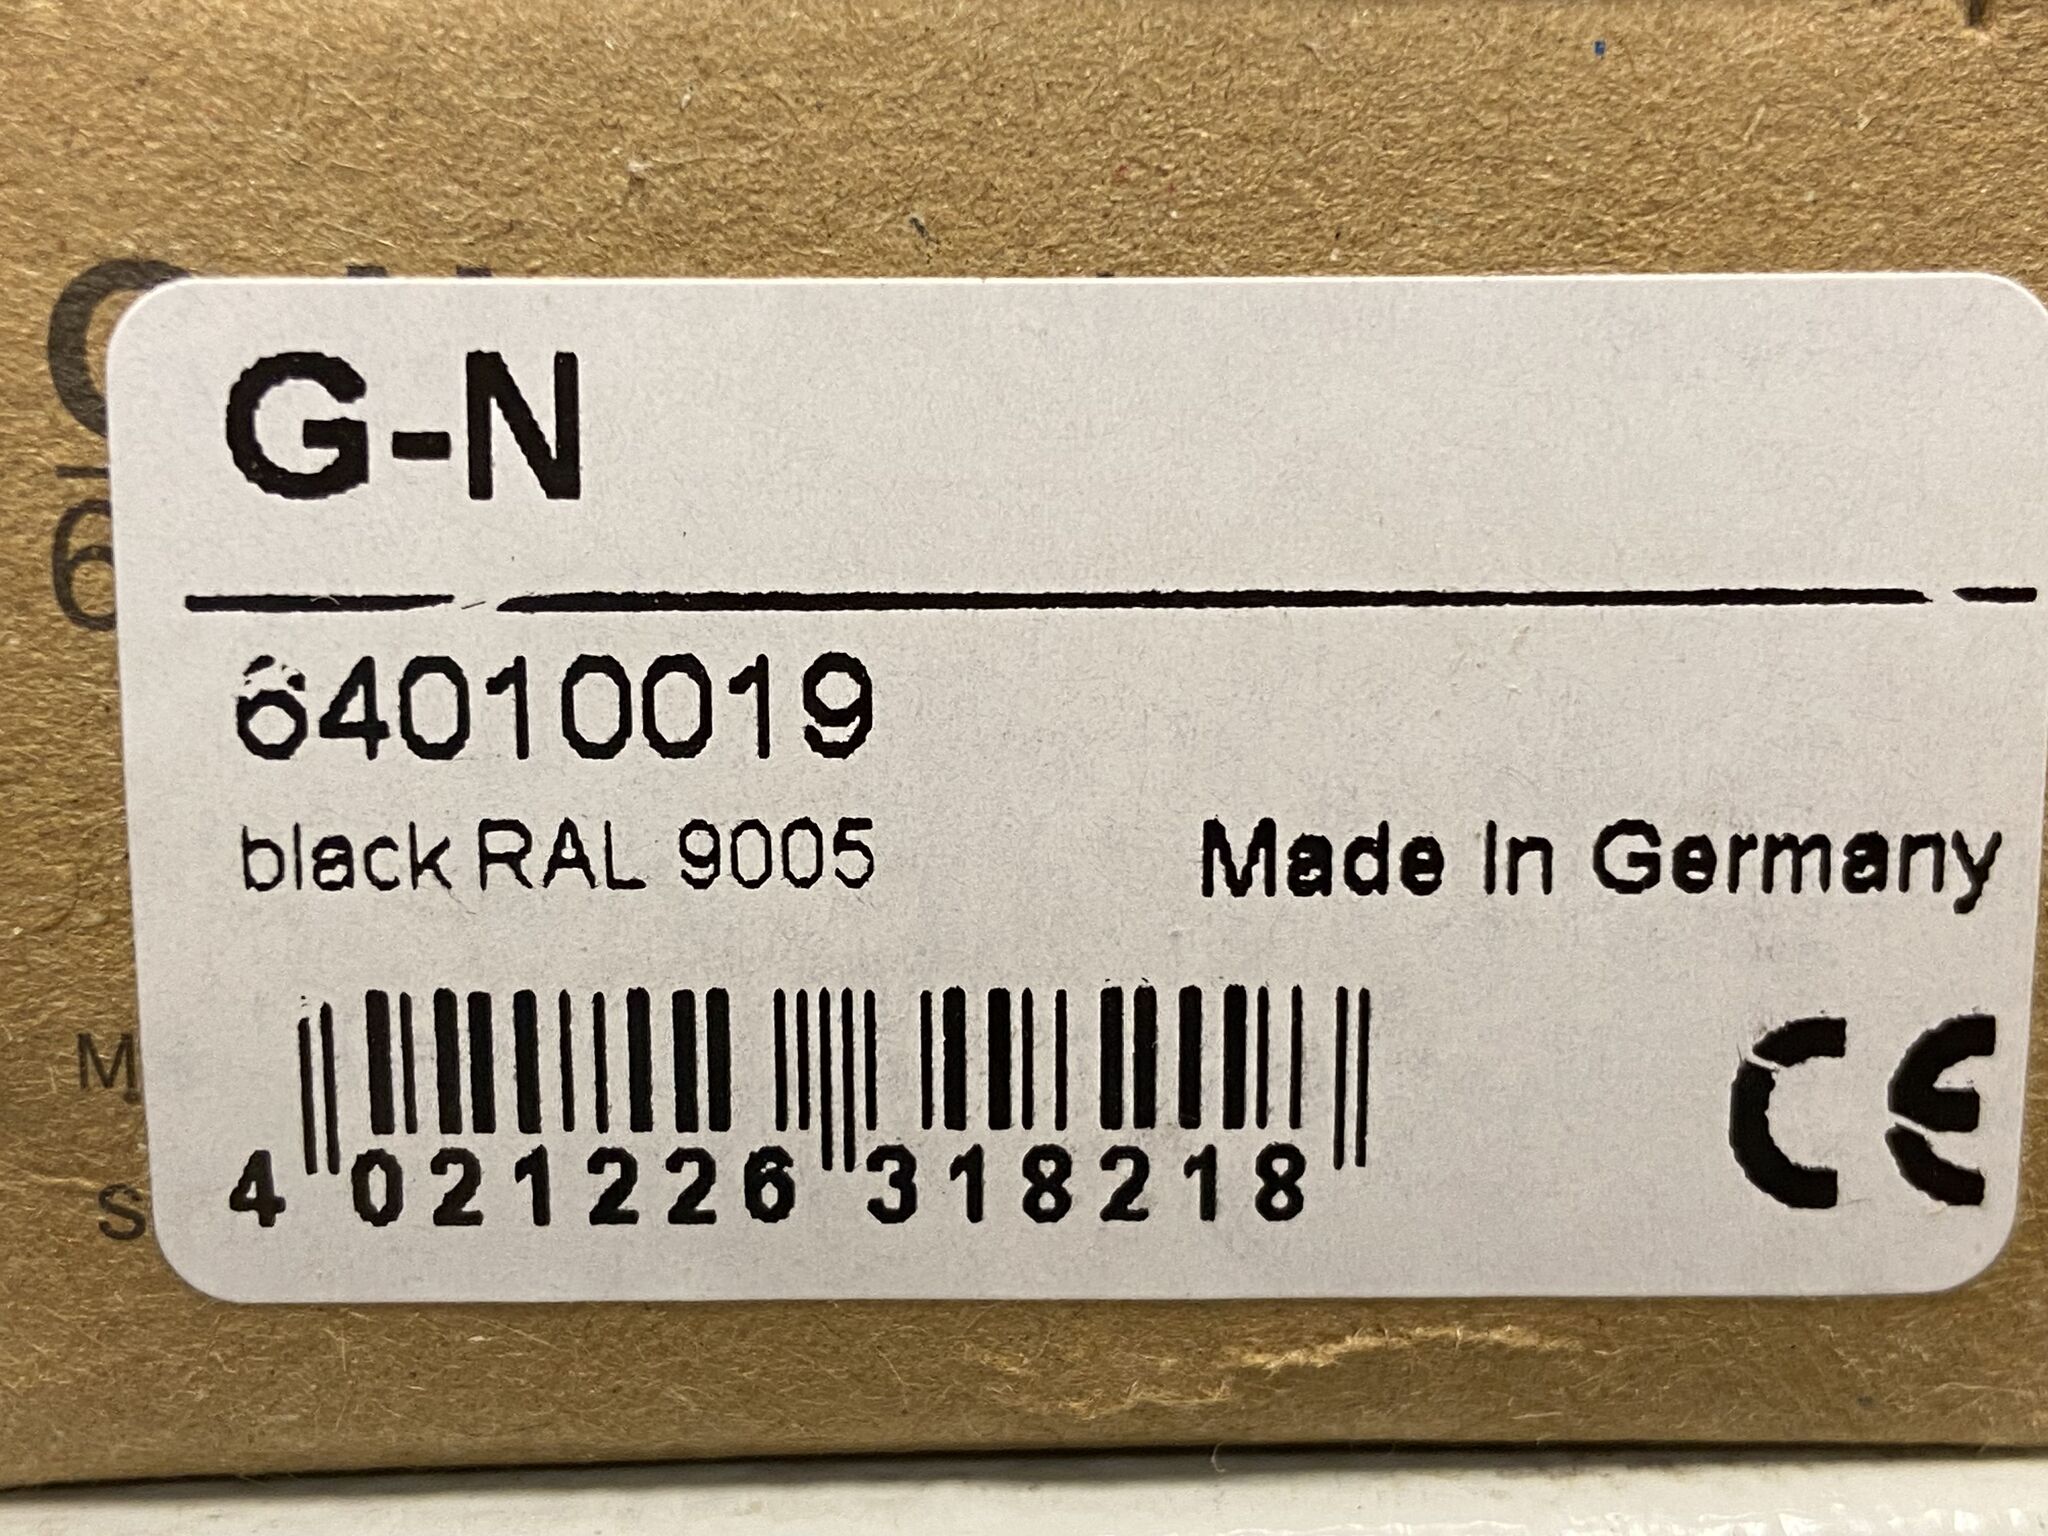 G-N
64010019
black RAL 9005 Made In Germany
4 021226 318218 CE